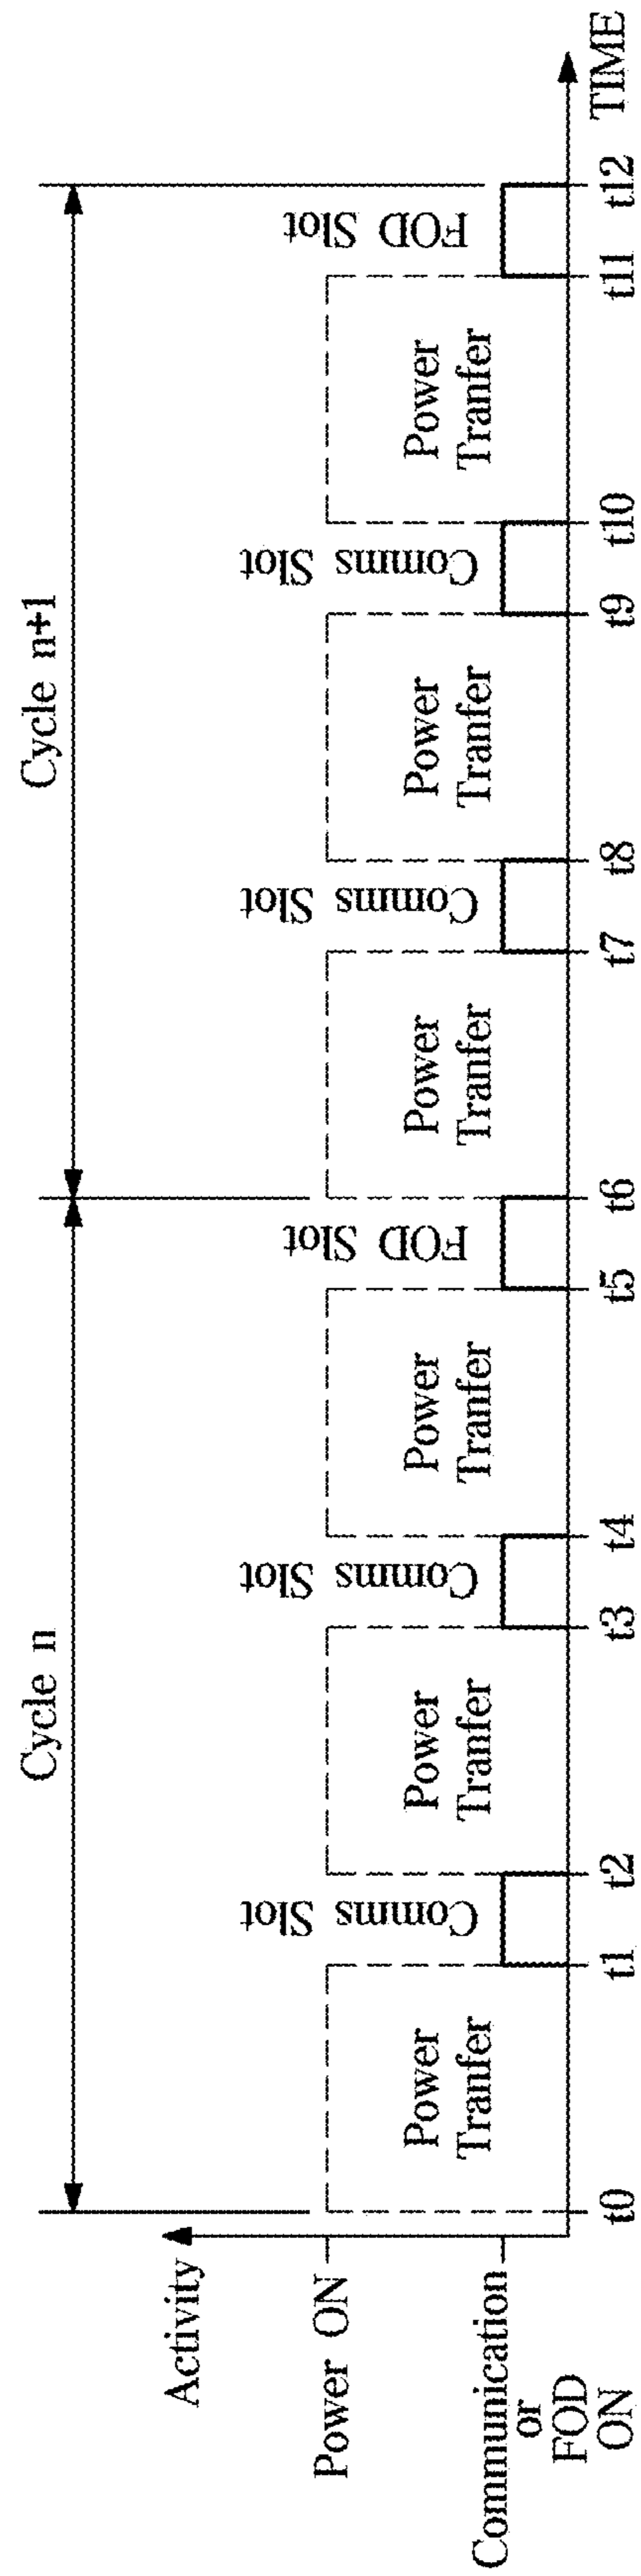 Cycle n
Cycle n+1
Activity
Power ON
Communication
or
FOD
ON
Power
Tranfer
Comms Slot
Power
Tranfer
Comms Slot
Power
Tranfer
FOD Slot
Power
Tranfer
Comms Slot
Power
Tranfer
Comms Slot
Power
Tranfer
FOD Slot
t0
t1
t2
t3
t4
t5
t6
t7
t8
t9
t10
t11
t12
TIME